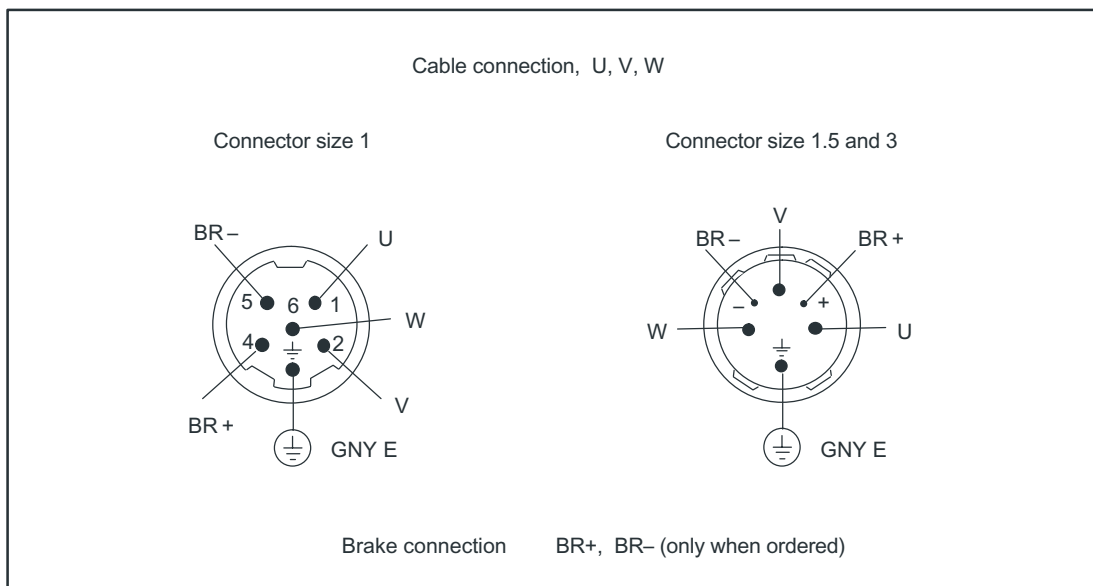 Cable connection, U, V, W
Connector size 1
Connector size 1.5 and 3
BR –
U
5
6
1
W
4
2
BR +
V
GNY E
V
BR –
BR +
–
+
W
U
GNY E
Brake connection BR+, BR– (only when ordered)